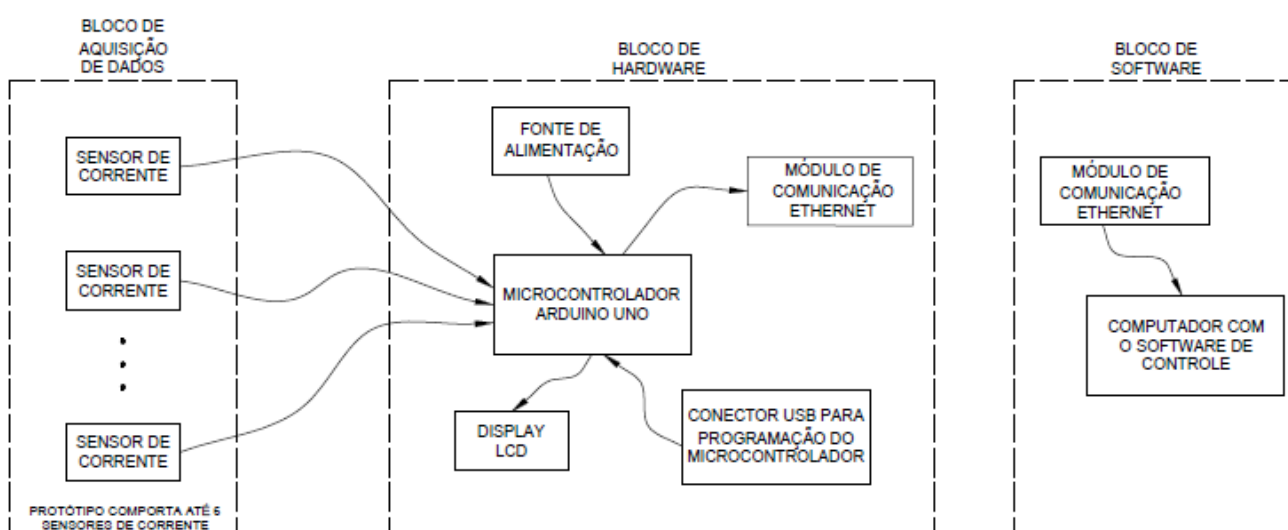 BLOCO DE
AQUISIÇÃO
DE DADOS
SENSOR DE
CORRENTE
SENSOR DE
CORRENTE
SENSOR DE
CORRENTE
PROTÓTIPO COMPORTA ATÉ 6
SENSORES DE CORRENTE
BLOCO DE
HARDWARE
FONTE DE
ALIMENTAÇÃO
MÓDULO DE
COMUNICAÇÃO
ETHERNET
MICROCONTROLADOR
ARDUINO UNO
DISPLAY
LCD
CONECTOR USB PARA
PROGRAMAÇÃO DO
MICROCONTROLADOR
BLOCO DE
SOFTWARE
MÓDULO DE
COMUNICAÇÃO
ETHERNET
COMPUTADOR COM
O SOFTWARE DE
CONTROLE